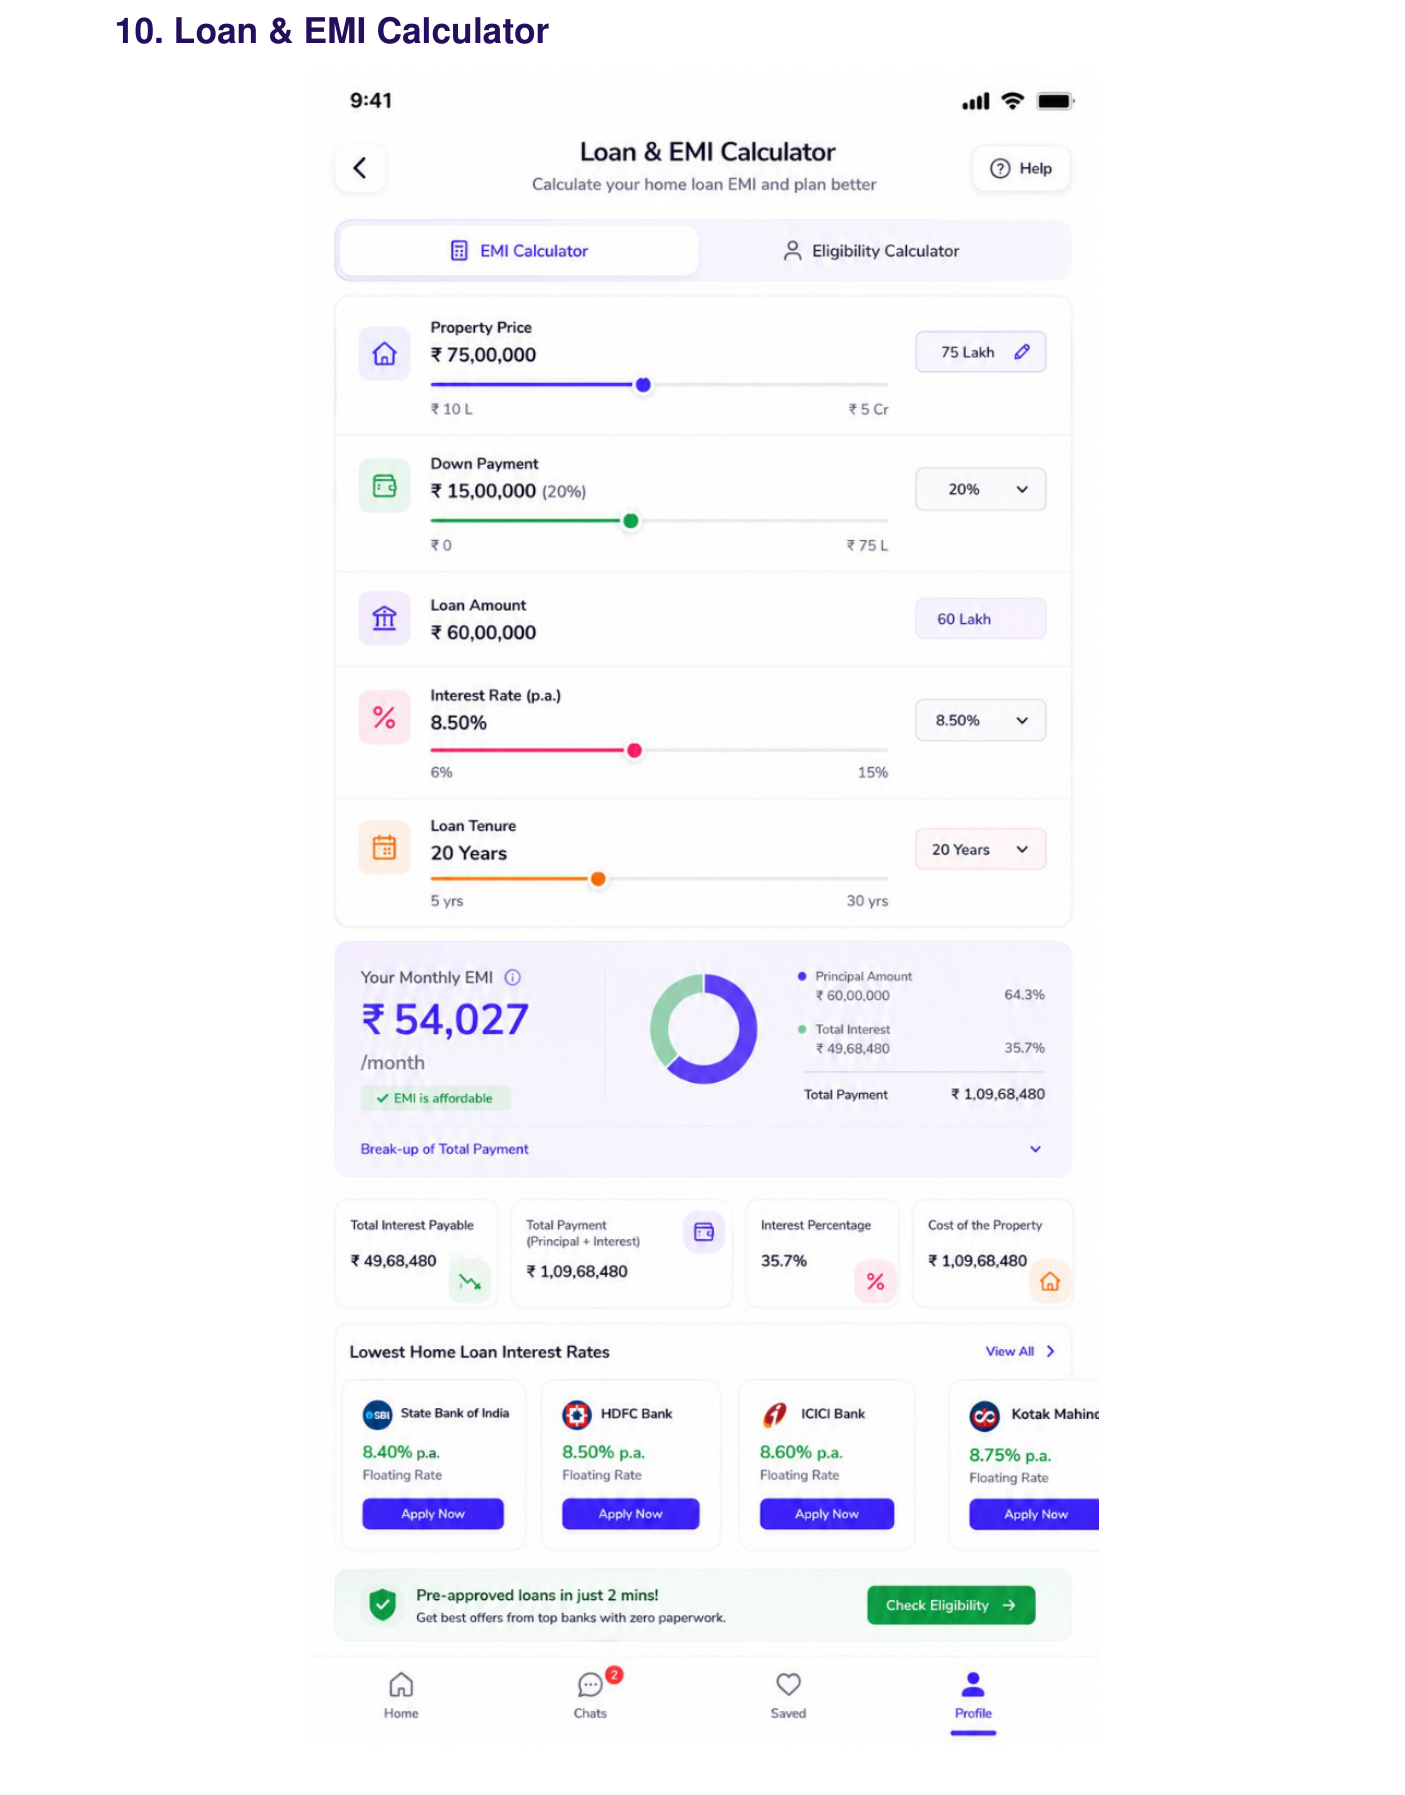 10. Loan & EMI Calculator
9:41
Loan & EMI Calculator
Calculate your home loan EMI and plan better
Help
EMI Calculator
Eligibility Calculator
Property Price
₹ 75,00,000
75 Lakh
₹ 10 L
₹ 5 Cr
Down Payment
₹ 15,00,000 (20%)
20%
₹ 0
₹ 75 L
Loan Amount
₹ 60,00,000
60 Lakh
Interest Rate (p.a.)
8.50%
8.50%
6%
15%
Loan Tenure
20 Years
20 Years
5 yrs
30 yrs
Your Monthly EMI
₹ 54,027
/month
EMI is affordable
Principal Amount
₹ 60,00,000
64.3%
Total Interest
₹ 49,68,480
35.7%
Total Payment
₹ 1,09,68,480
Break-up of Total Payment
Total Interest Payable
₹ 49,68,480
Total Payment
(Principal + Interest)
₹ 1,09,68,480
Interest Percentage
35.7%
%
Cost of the Property
₹ 1,09,68,480
Lowest Home Loan Interest Rates
View All
SBI
State Bank of India
8.40% p.a.
Floating Rate
Apply Now
HDFC Bank
8.50% p.a.
Floating Rate
Apply Now
ICICI Bank
8.60% p.a.
Floating Rate
Apply Now
Kotak Mahind
8.75% p.a.
Floating Rate
Apply Now
Pre-approved loans in just 2 mins!
Get best offers from top banks with zero paperwork.
Check Eligibility
Home
2
Chats
Saved
Profile